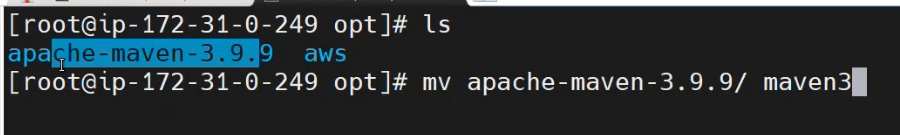 [root@ip-172-31-0-249 opt]# ls
apache-maven-3.9.9  aws
[root@ip-172-31-0-249 opt]# mv apache-maven-3.9.9/ maven3